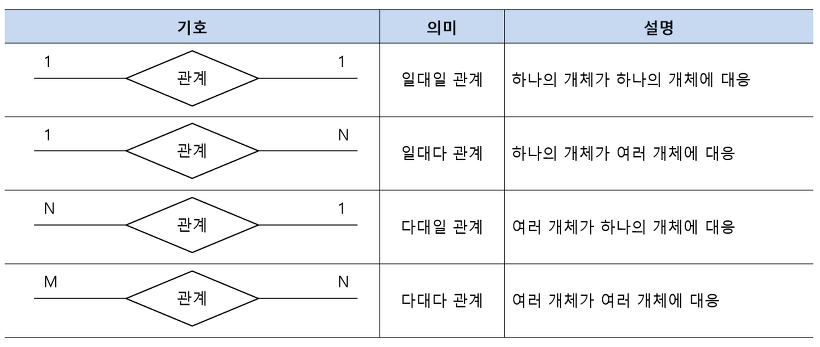 기호 의미 설명
1 관계 1 일대일 관계 하나의 개체가 하나의 개체에 대응
1 관계 N 일대다 관계 하나의 개체가 여러 개체에 대응
N 관계 1 다대일 관계 여러 개체가 하나의 개체에 대응
M 관계 N 다대다 관계 여러 개체가 여러 개체에 대응